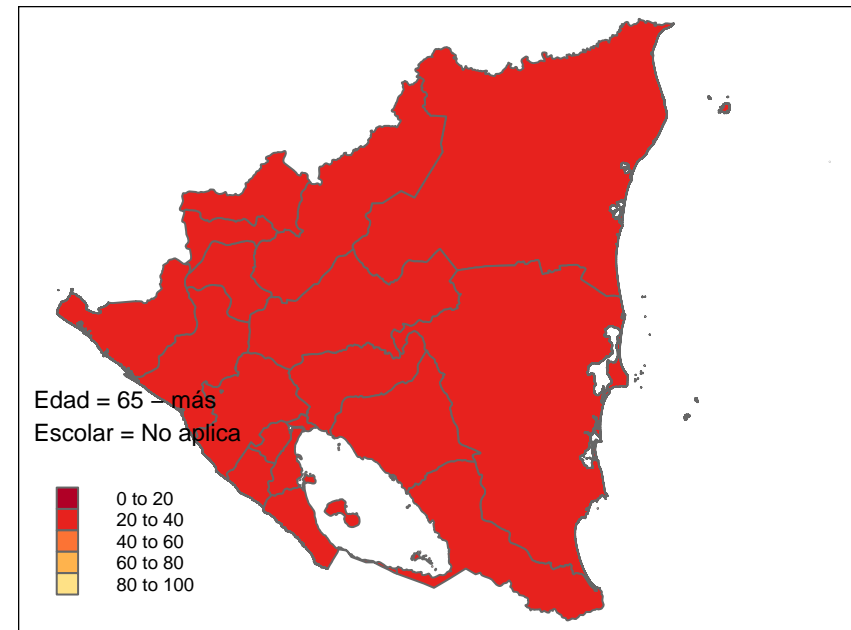 Edad = 65 − más
Escolar = No aplica
0 to 20
20 to 40
40 to 60
60 to 80
80 to 100